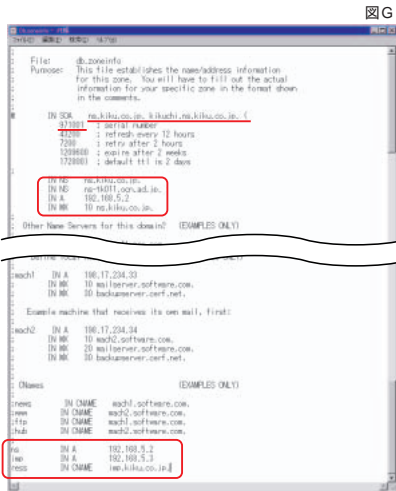 図G
; File: db.zoneinfo
; Purpose: This file establishes the name/address information
; for this zone. You will have to fill out the actual
; information for your specific zone in the format shown
; in the comments.
;
@ IN SOA ns.kiku.co.jp. kikuchi.ns.kiku.co.jp. (
971001 ; serial number
43200 ; refresh every 12 hours
7200 ; retry after 2 hours
1209600 ; expire after 2 weeks
172800) ; default ttl is 2 days
;
IN NS ns.kiku.co.jp.
IN NS ns-tk011.ocn.ad.jp.
IN A 192.168.5.2
IN MX 10 ns.kiku.co.jp.
;
; Other Name Servers for this domain? (EXAMPLES ONLY)
;
;mach1 IN A 198.17.234.33
; IN MX 10 mailserver.software.com.
; IN MX 30 backupserver.cerf.net.
;
; Example machine that receives its own mail, first:
;
;mach2 IN A 198.17.234.34
; IN MX 10 mach2.software.com.
; IN MX 20 mailserver.software.com.
; IN MX 30 backupserver.cerf.net.
;
; CNames (EXAMPLES ONLY)
;
;news IN CNAME mach1.software.com.
;www IN CNAME mach2.software.com.
;ftp IN CNAME mach2.software.com.
;hub IN CNAME mach2.software.com.
ns IN A 192.168.5.2
imp IN A 192.168.5.3
ress IN CNAME imp.kiku.co.jp.